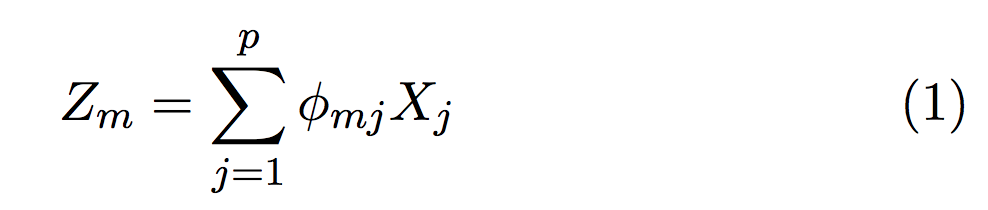 Z_m = \sum_{j=1}^{p} \phi_{mj} X_j (1)